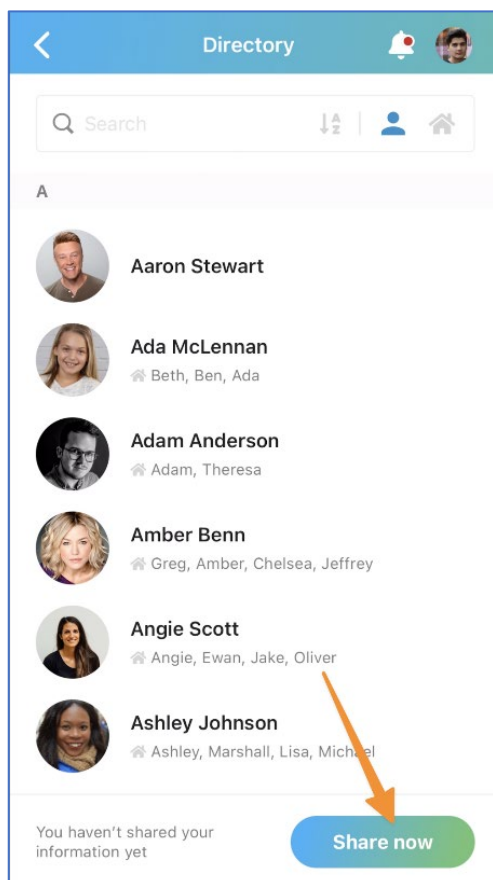 Directory
Search
A
Z
A
Aaron Stewart
Ada McLennan
Beth, Ben, Ada
Adam Anderson
Adam, Theresa
Amber Benn
Greg, Amber, Chelsea, Jeffrey
Angie Scott
Angie, Ewan, Jake, Oliver
Ashley Johnson
Ashley, Marshall, Lisa, Michael
You haven't shared your
information yet
Share now